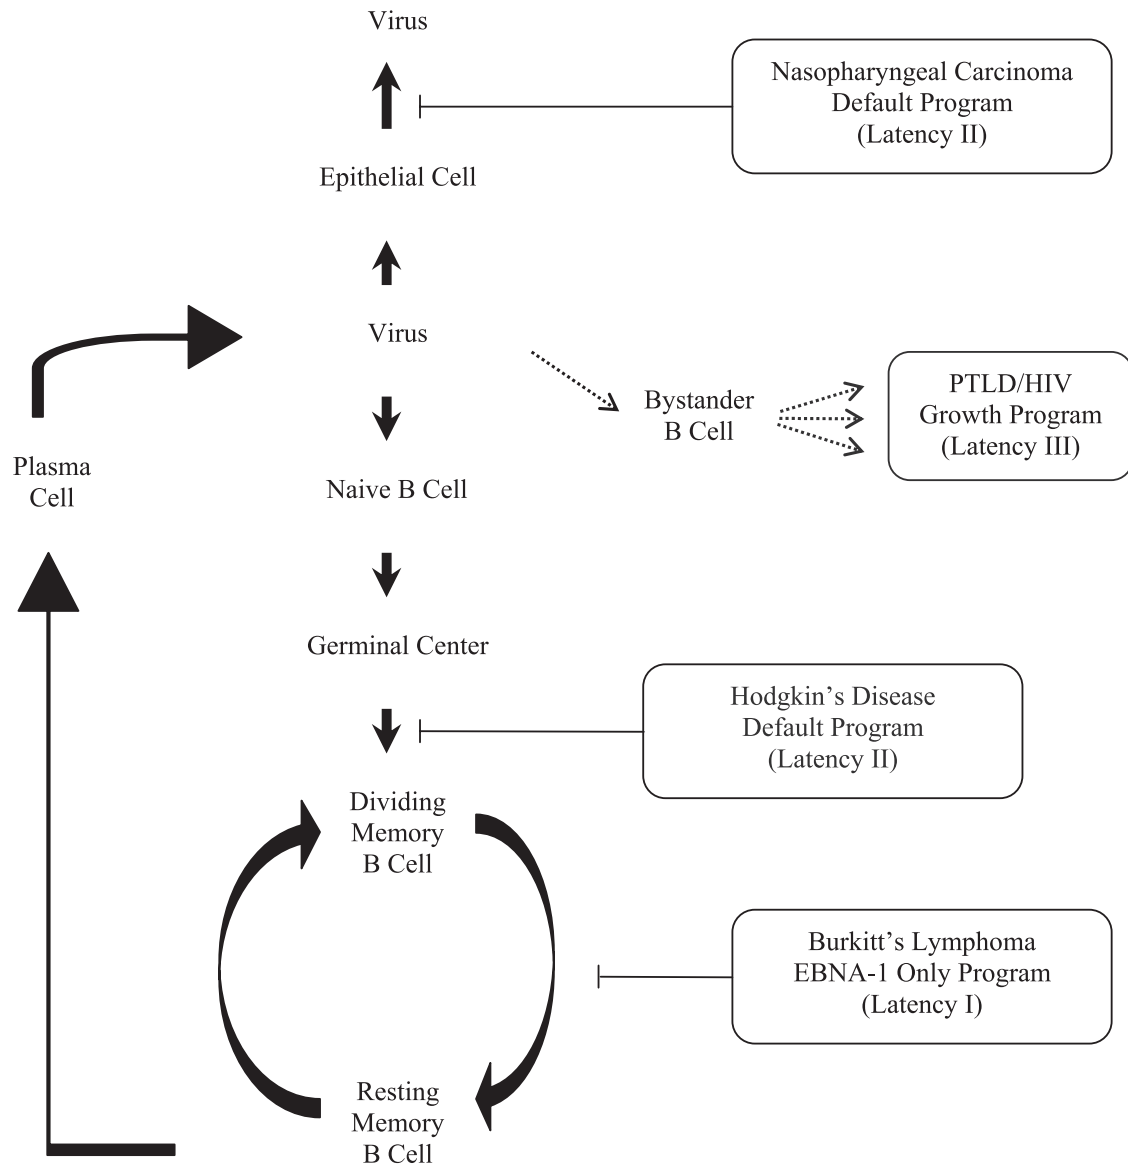 Virus
Nasopharyngeal Carcinoma
Default Program
(Latency II)
Epithelial Cell
Virus
Bystander
B Cell
PTLD/HIV
Growth Program
(Latency III)
Plasma
Cell
Naive B Cell
Germinal Center
Hodgkin’s Disease
Default Program
(Latency II)
Dividing
Memory
B Cell
Burkitt’s Lymphoma
EBNA-1 Only Program
(Latency I)
Resting
Memory
B Cell